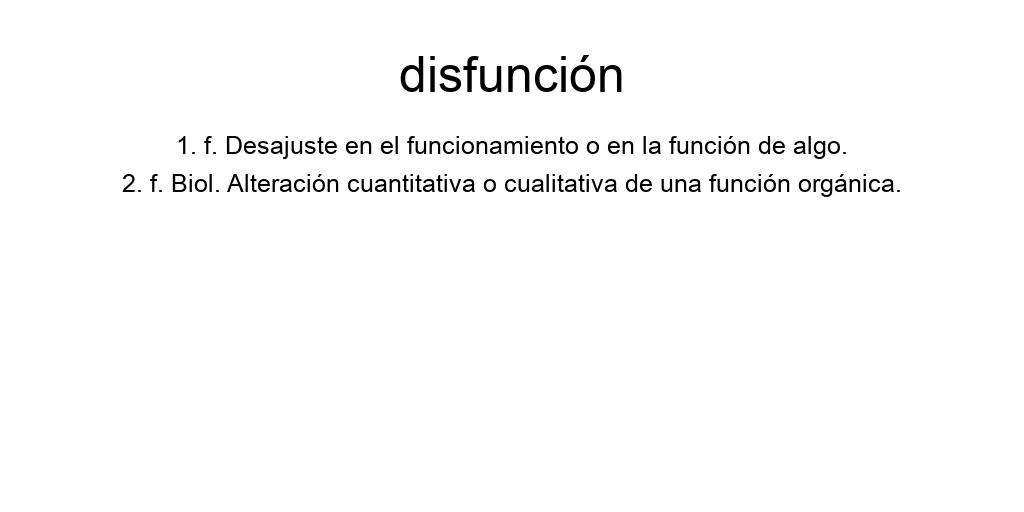 disfunción
1. f. Desajuste en el funcionamiento o en la función de algo.
2. f. Biol. Alteración cuantitativa o cualitativa de una función orgánica.